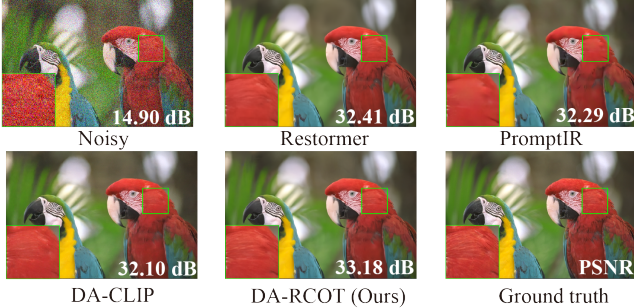 14.90 dB
32.41 dB
32.29 dB
Noisy
Restormer
PromptIR
32.10 dB
33.18 dB
PSNR
DA-CLIP
DA-RCOT (Ours)
Ground truth